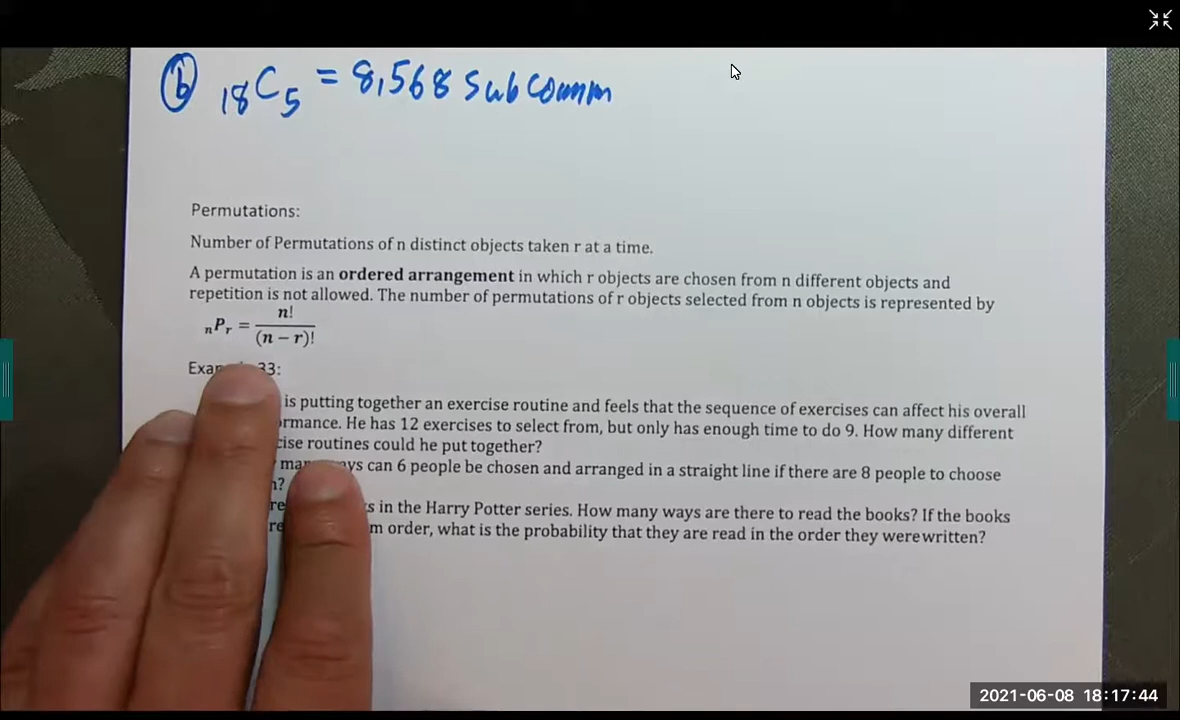 b 18C5 = 8,568 Subcomm
Permutations:
Number of Permutations of n distinct objects taken r at a time.
A permutation is an ordered arrangement in which r objects are chosen from n different objects and
repetition is not allowed. The number of permutations of r objects selected from n objects is represented by
nPr = n! / (n − r)!
33:
is putting together an exercise routine and feels that the sequence of exercises can affect his overall
He has 12 exercises to select from, but only has enough time to do 9. How many different
routines could he put together?
can 6 people be chosen and arranged in a straight line if there are 8 people to choose
in the Harry Potter series. How many ways are there to read the books? If the books
order, what is the probability that they are read in the order they were written?
2021-06-08 18:17:44